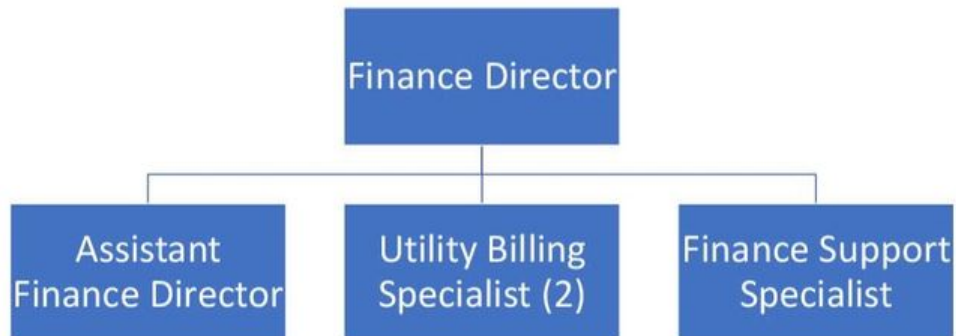 Finance Director
Assistant
Finance Director
Utility Billing
Specialist (2)
Finance Support
Specialist